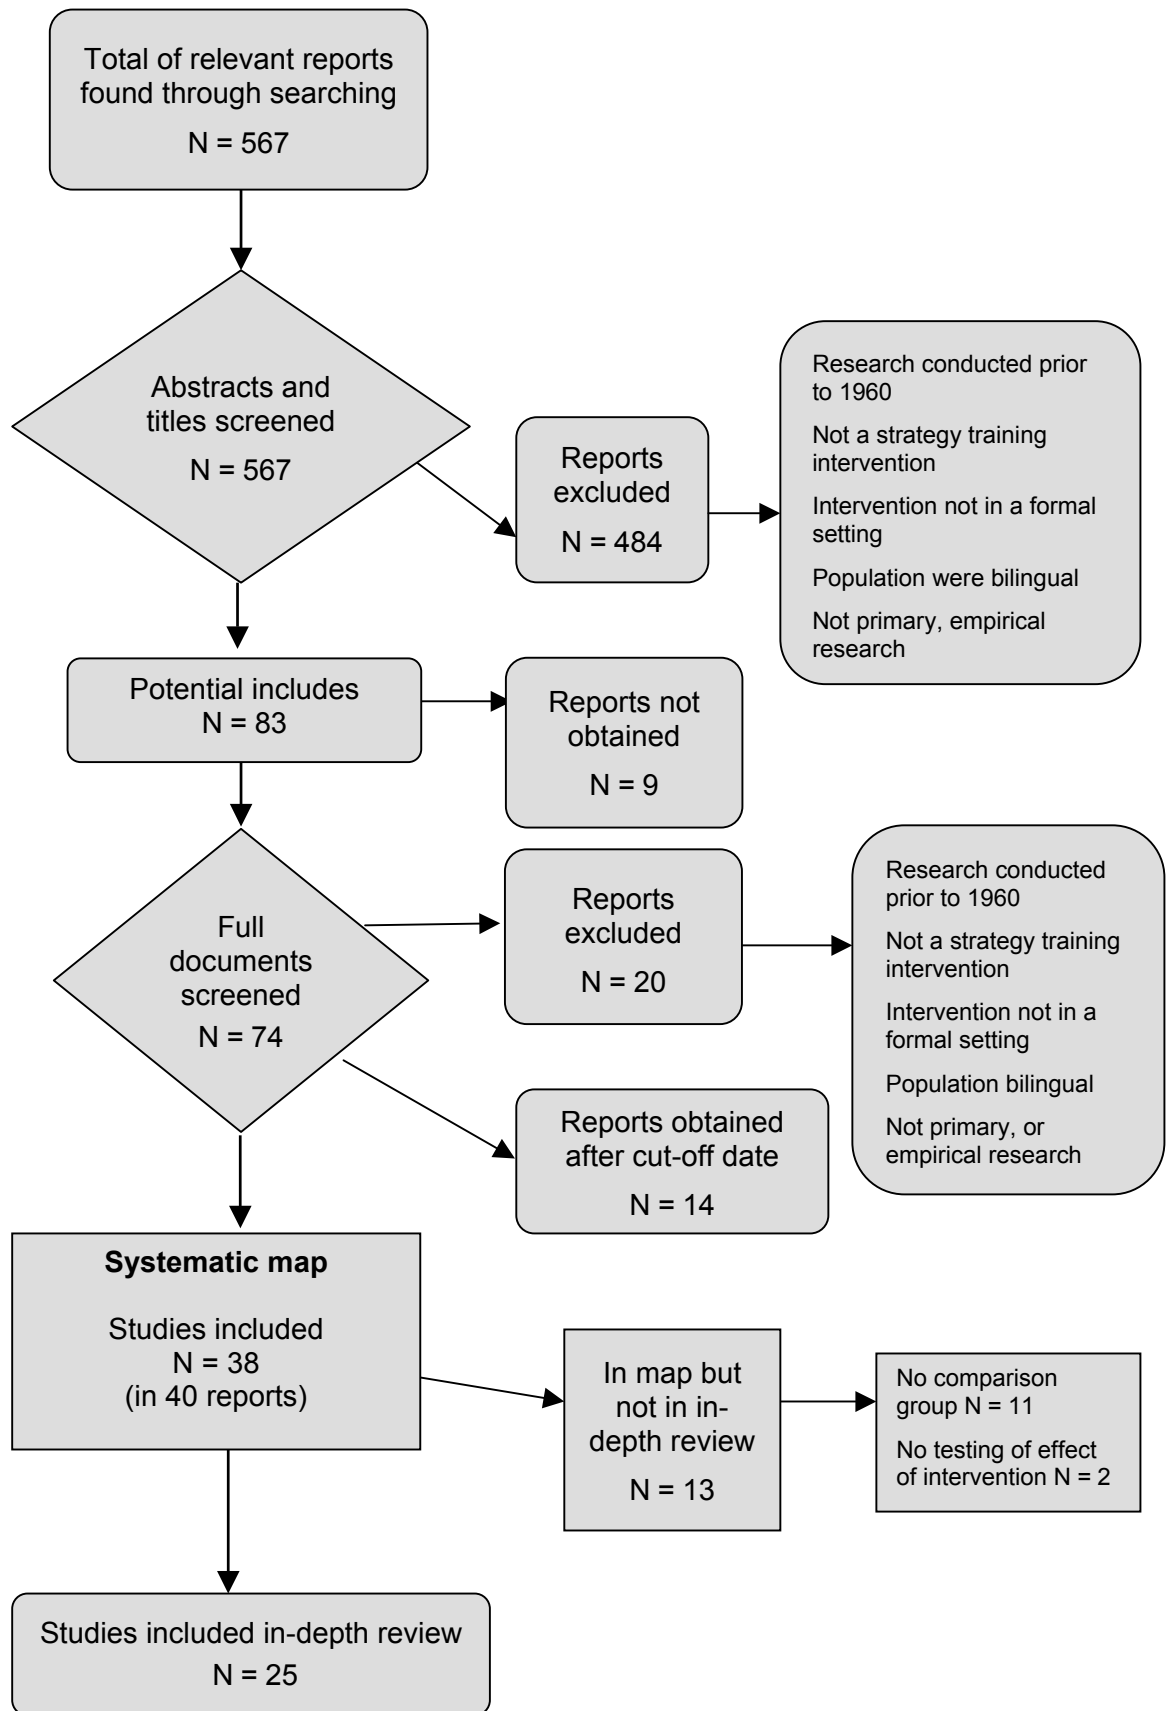 Total of relevant reports
found through searching
N = 567
Abstracts and
titles screened
N = 567
Reports
excluded
N = 484
Research conducted prior
to 1960
Not a strategy training
intervention
Intervention not in a formal
setting
Population were bilingual
Not primary, empirical
research
Potential includes
N = 83
Reports not
obtained
N = 9
Full
documents
screened
N = 74
Reports
excluded
N = 20
Research conducted
prior to 1960
Not a strategy training
intervention
Intervention not in a
formal setting
Population bilingual
Not primary, or
empirical research
Reports obtained
after cut-off date
N = 14
Systematic map
Studies included
N = 38
(in 40 reports)
In map but
not in in-
depth review
N = 13
No comparison
group N = 11
No testing of effect
of intervention N = 2
Studies included in-depth review
N = 25